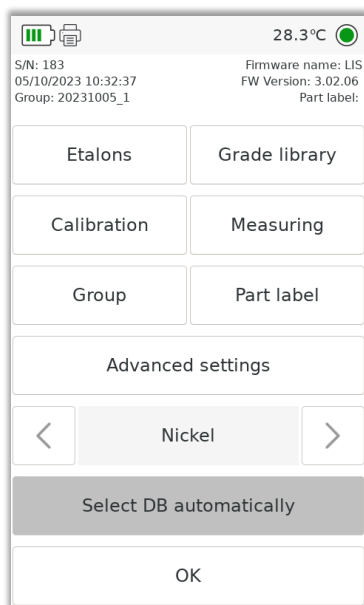 28.3℃
S/N: 183
Firmware name: LIS
05/10/2023 10:32:37
FW Version: 3.02.06
Group: 20231005_1
Part label:
Etalons
Grade library
Calibration
Measuring
Group
Part label
Advanced settings
Nickel
Select DB automatically
OK